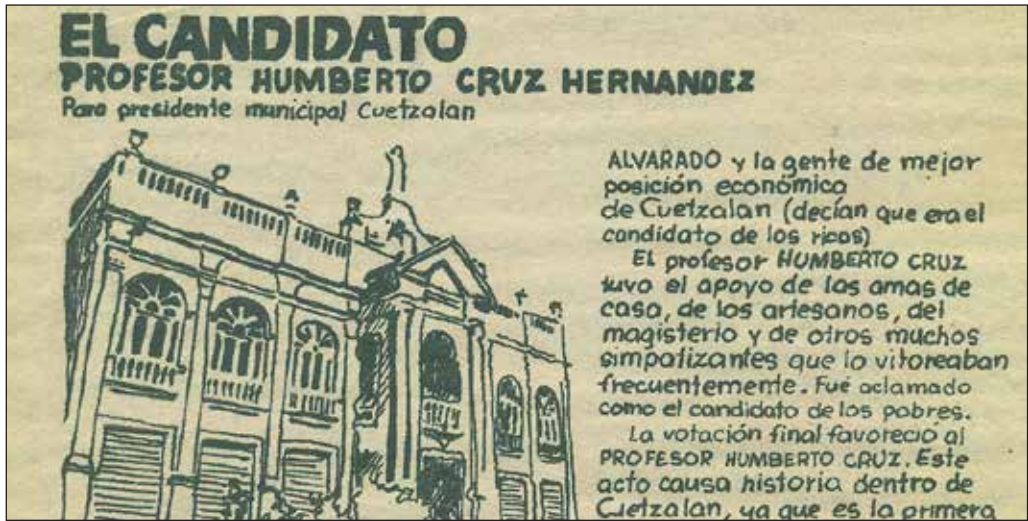 EL CANDIDATO
PROFESOR HUMBERTO CRUZ HERNANDEZ
Para presidente municipal Cuetzalan
ALVARADO y la gente de mejor
posición económica
de Cuetzalan (decían que era el
candidato de los ricos)
El profesor HUMBERTO CRUZ
tuvo el apoyo de las amas de
casa, de los artesanos, del
magisterio y de otros muchos
simpatizantes que lo vitoreaban
frecuentemente. Fué aclamado
como el candidato de los pobres.
La votación final favoreció al
PROFESOR HUMBERTO CRUZ. Este
acto causa historia dentro de
Cuetzalan, ya que es la primera